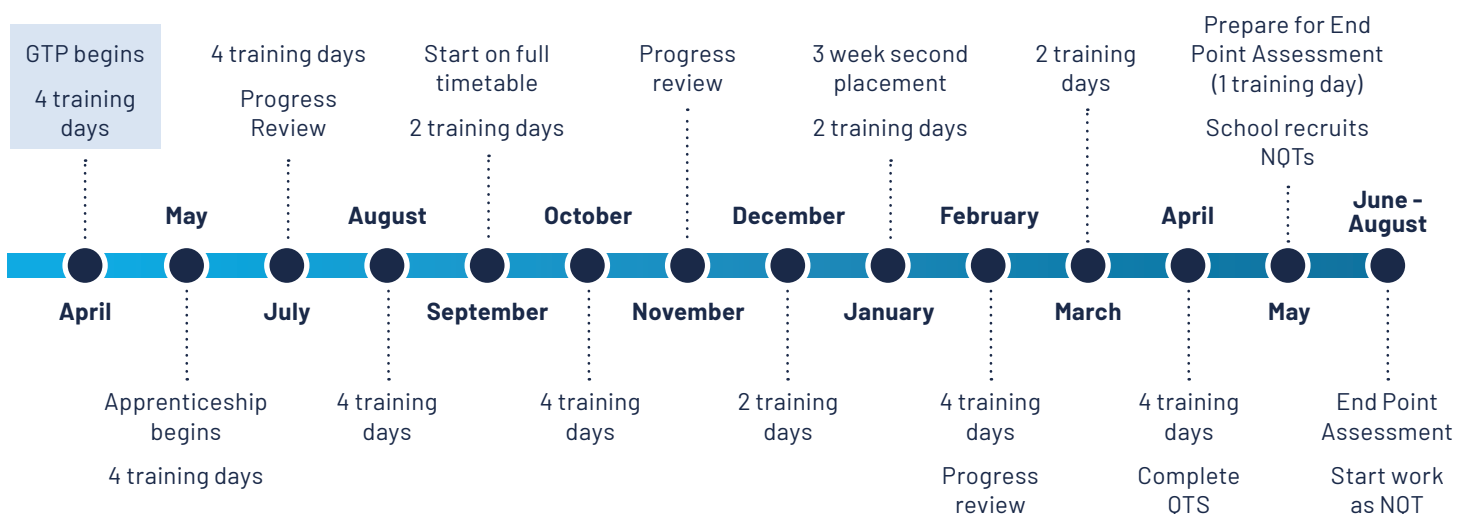 GTP begins
4 training
days
4 training days
Progress
Review
Start on full
timetable
2 training days
Progress
review
3 week second
placement
2 training days
2 training
days
Prepare for End
Point Assessment
(1 training day)
School recruits
NQTs
May
August
October
December
February
April
June -
August
April
July
September
November
January
March
May
Apprenticeship
begins
4 training days
4 training
days
4 training
days
2 training
days
4 training
days
Progress
review
4 training
days
Complete
QTS
End Point
Assessment
Start work
as NQT